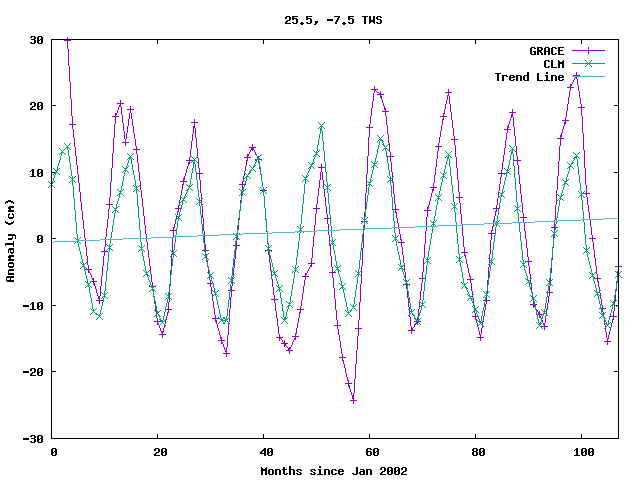 25.5, -7.5 TWS
GRACE
CLM
Trend Line
30
20
10
0
-10
-20
-30
Anomaly (cm)
0 20 40 60 80 100
Months since Jan 2002